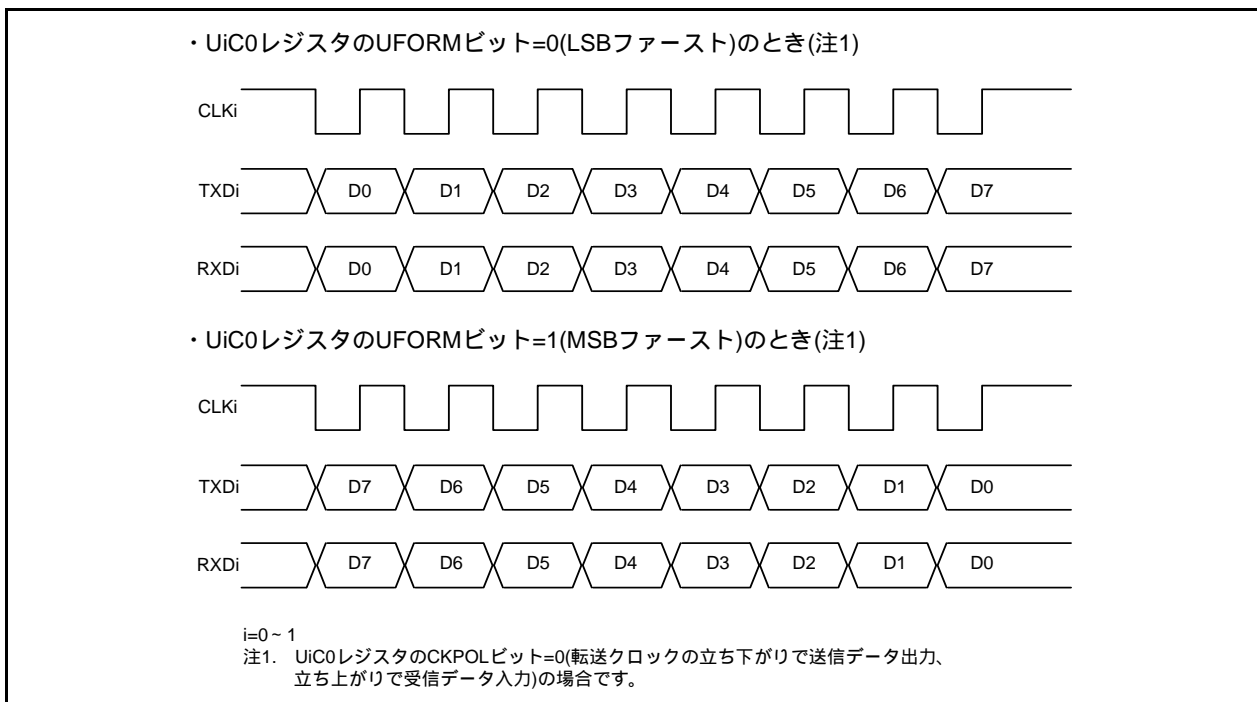 ・UiC0レジスタのUFORMビット=0(LSBファースト)のとき(注1)
CLKi
TXDi D0 D1 D2 D3 D4 D5 D6 D7
RXDi D0 D1 D2 D3 D4 D5 D6 D7
・UiC0レジスタのUFORMビット=1(MSBファースト)のとき(注1)
CLKi
TXDi D7 D6 D5 D4 D3 D2 D1 D0
RXDi D7 D6 D5 D4 D3 D2 D1 D0
i=0~1
注1. UiC0レジスタのCKPOLビット=0(転送クロックの立ち下がりで送信データ出力、
立ち上がりで受信データ入力)の場合です。